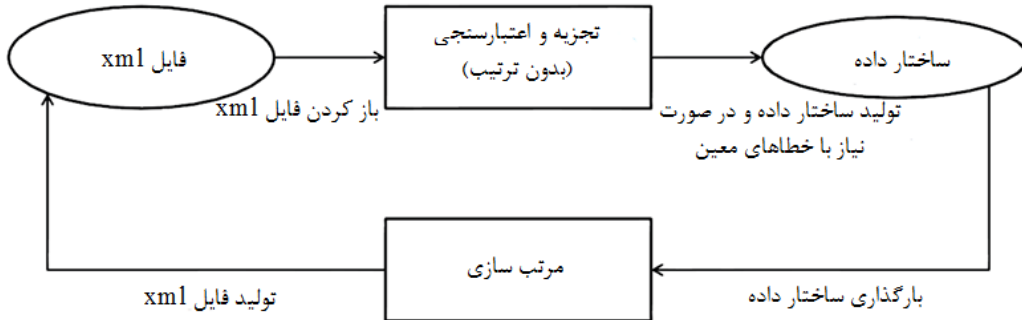 فایل xml
تجزیه و اعتبارسنجی
(بدون ترتیب)
ساختار داده
باز کردن فایل xml
تولید ساختار داده و در صورت
نیاز با خطاهای معین
مرتب سازی
تولید فایل xml
بارگذاری ساختار داده